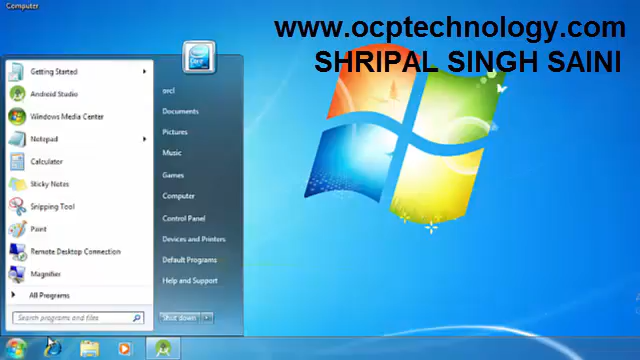 Computer
www.ocptechnology.com
SHRIPAL SINGH SAINI
Getting Started
Android Studio
Windows Media Center
Notepad
Calculator
Sticky Notes
Snipping Tool
Paint
Remote Desktop Connection
Magnifier
All Programs
Search programs and files
orcl
Documents
Pictures
Music
Games
Computer
Control Panel
Devices and Printers
Default Programs
Help and Support
Shut down